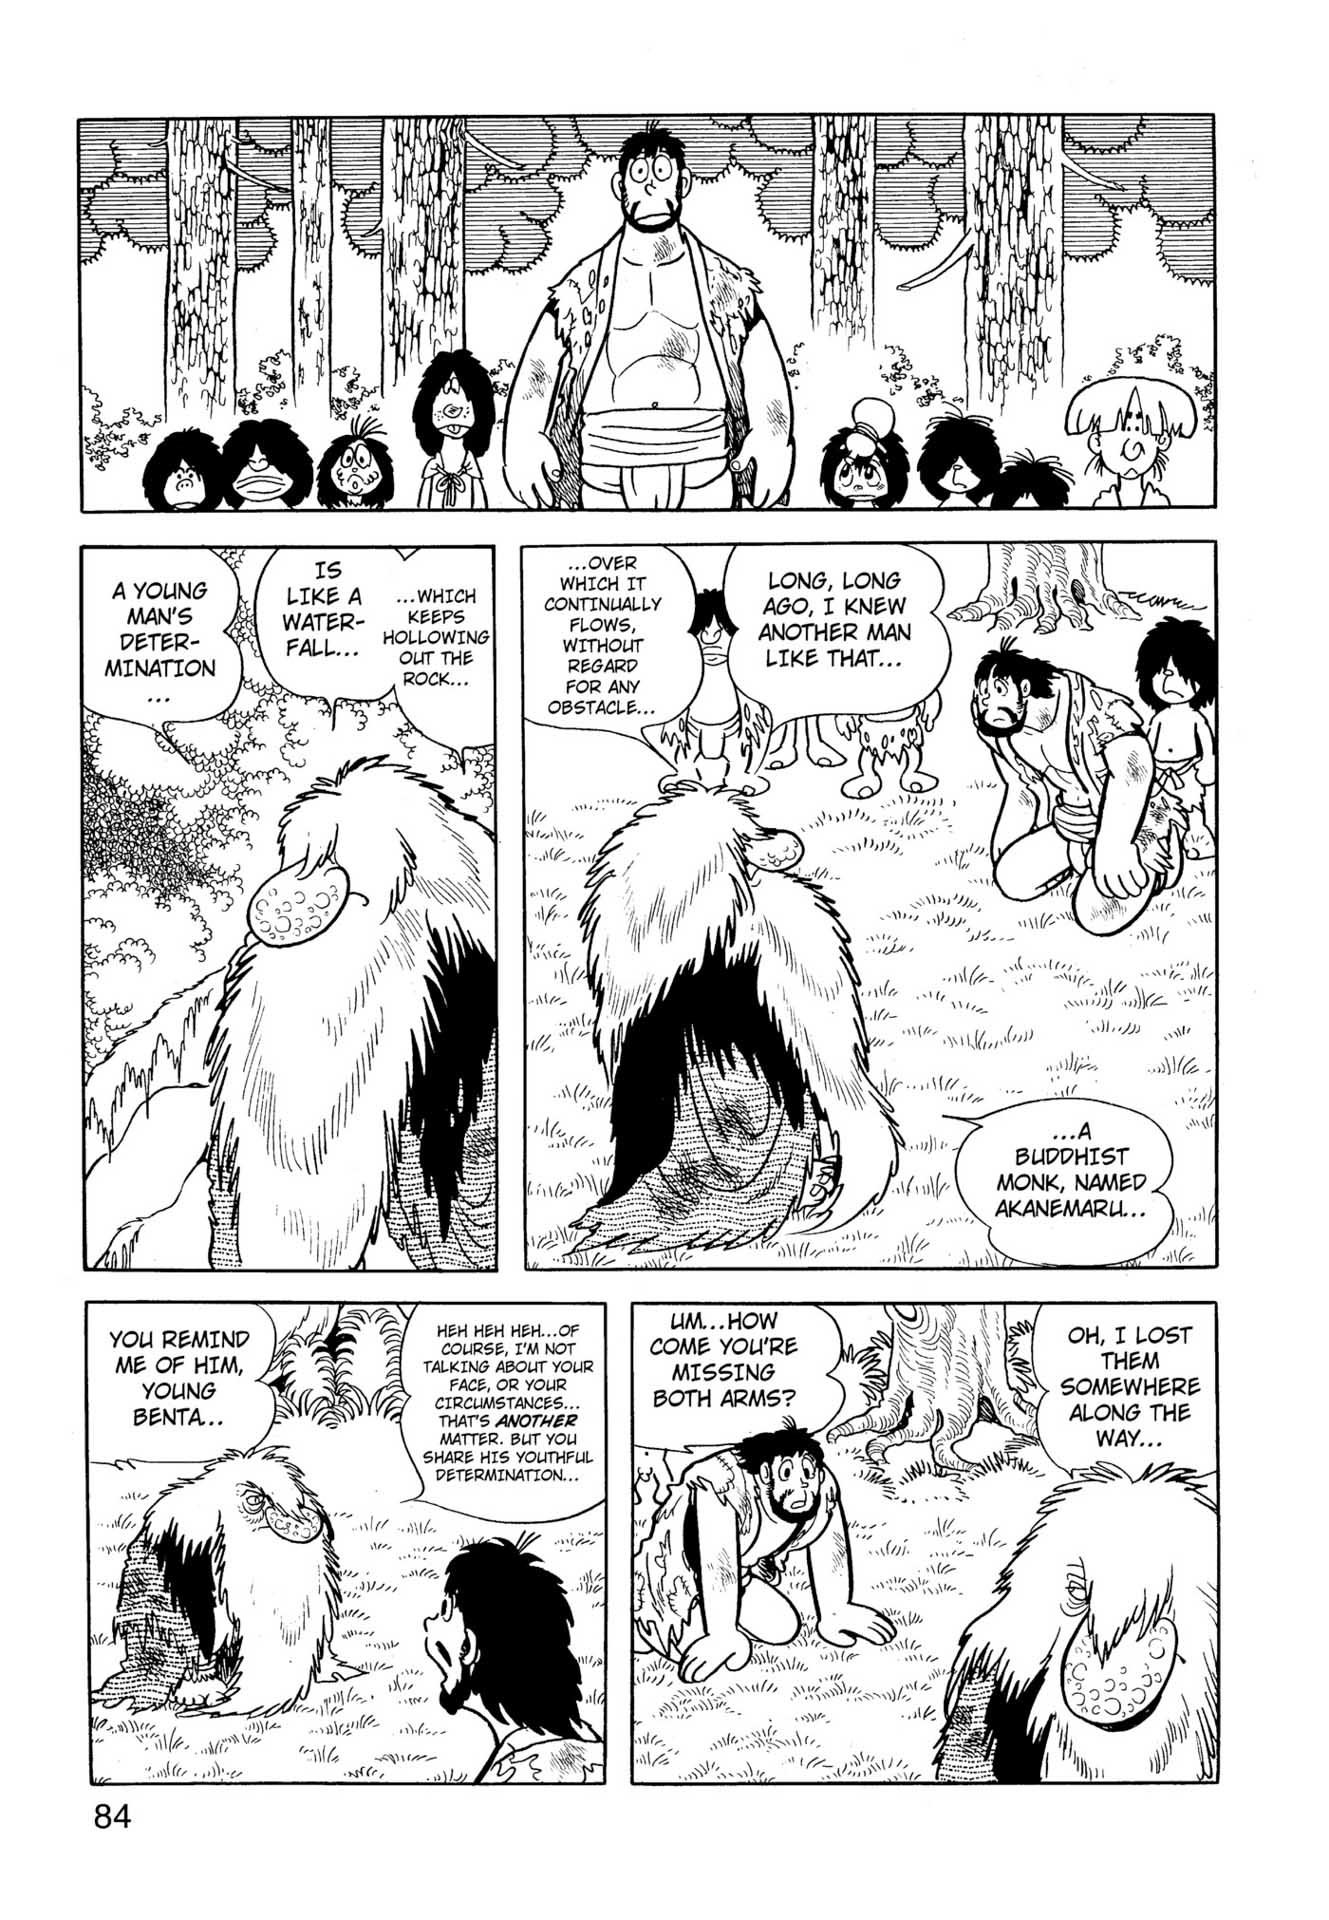 A YOUNG
MAN'S
DETER-
MINATION
...
IS
LIKE A
WATER-
FALL...
...WHICH
KEEPS
HOLLOWING
OUT THE
ROCK...
...OVER
WHICH IT
CONTINUALLY
FLOWS,
WITHOUT
REGARD
FOR ANY
OBSTACLE...
LONG, LONG
AGO, I KNEW
ANOTHER MAN
LIKE THAT...
...A
BUDDHIST
MONK, NAMED
AKANEMARU...
YOU REMIND
ME OF HIM,
YOUNG
BENTA...
HEH HEH HEH...OF
COURSE, I'M NOT
TALKING ABOUT YOUR
FACE, OR YOUR
CIRCUMSTANCES...
THAT'S ANOTHER
MATTER. BUT YOU
SHARE HIS YOUTHFUL
DETERMINATION...
UM...HOW
COME YOU'RE
MISSING
BOTH ARMS?
OH, I LOST
THEM
SOMEWHERE
ALONG THE
WAY...
84